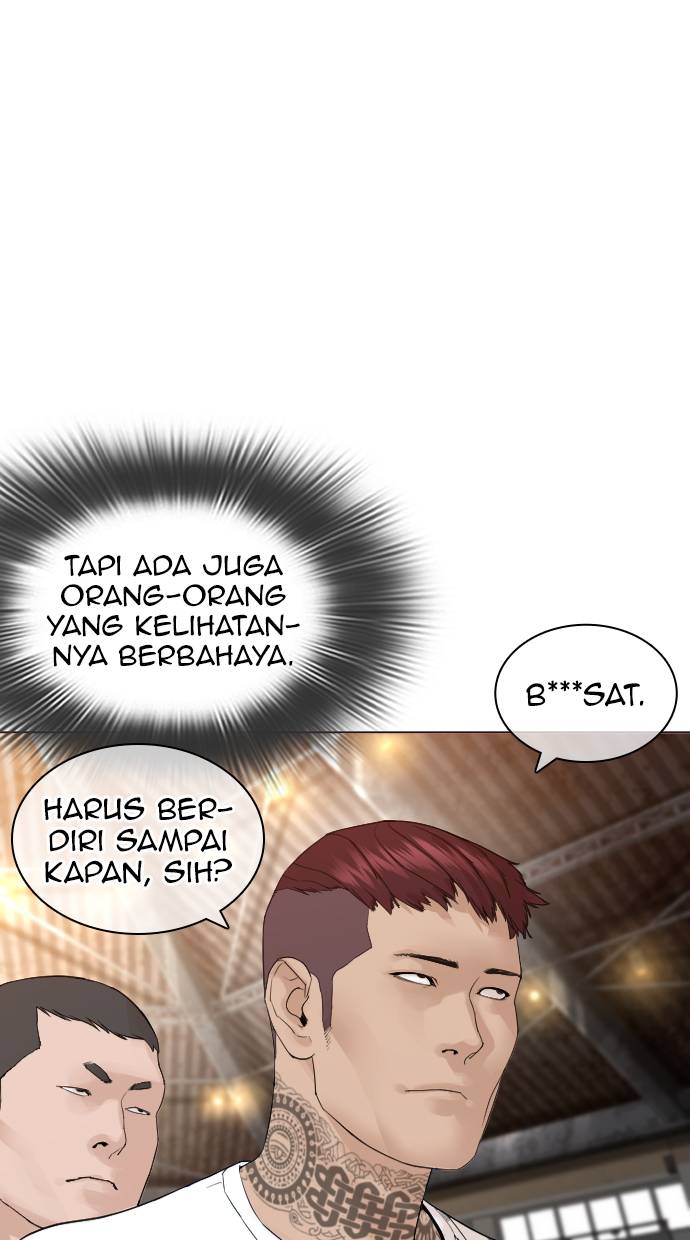 TAPI ADA JUGA
ORANG-ORANG
YANG KELIHATAN-
NYA BERBAHAYA.
B***SAT.
HARUS BER-
DIRI SAMPAI
KAPAN, SIH?